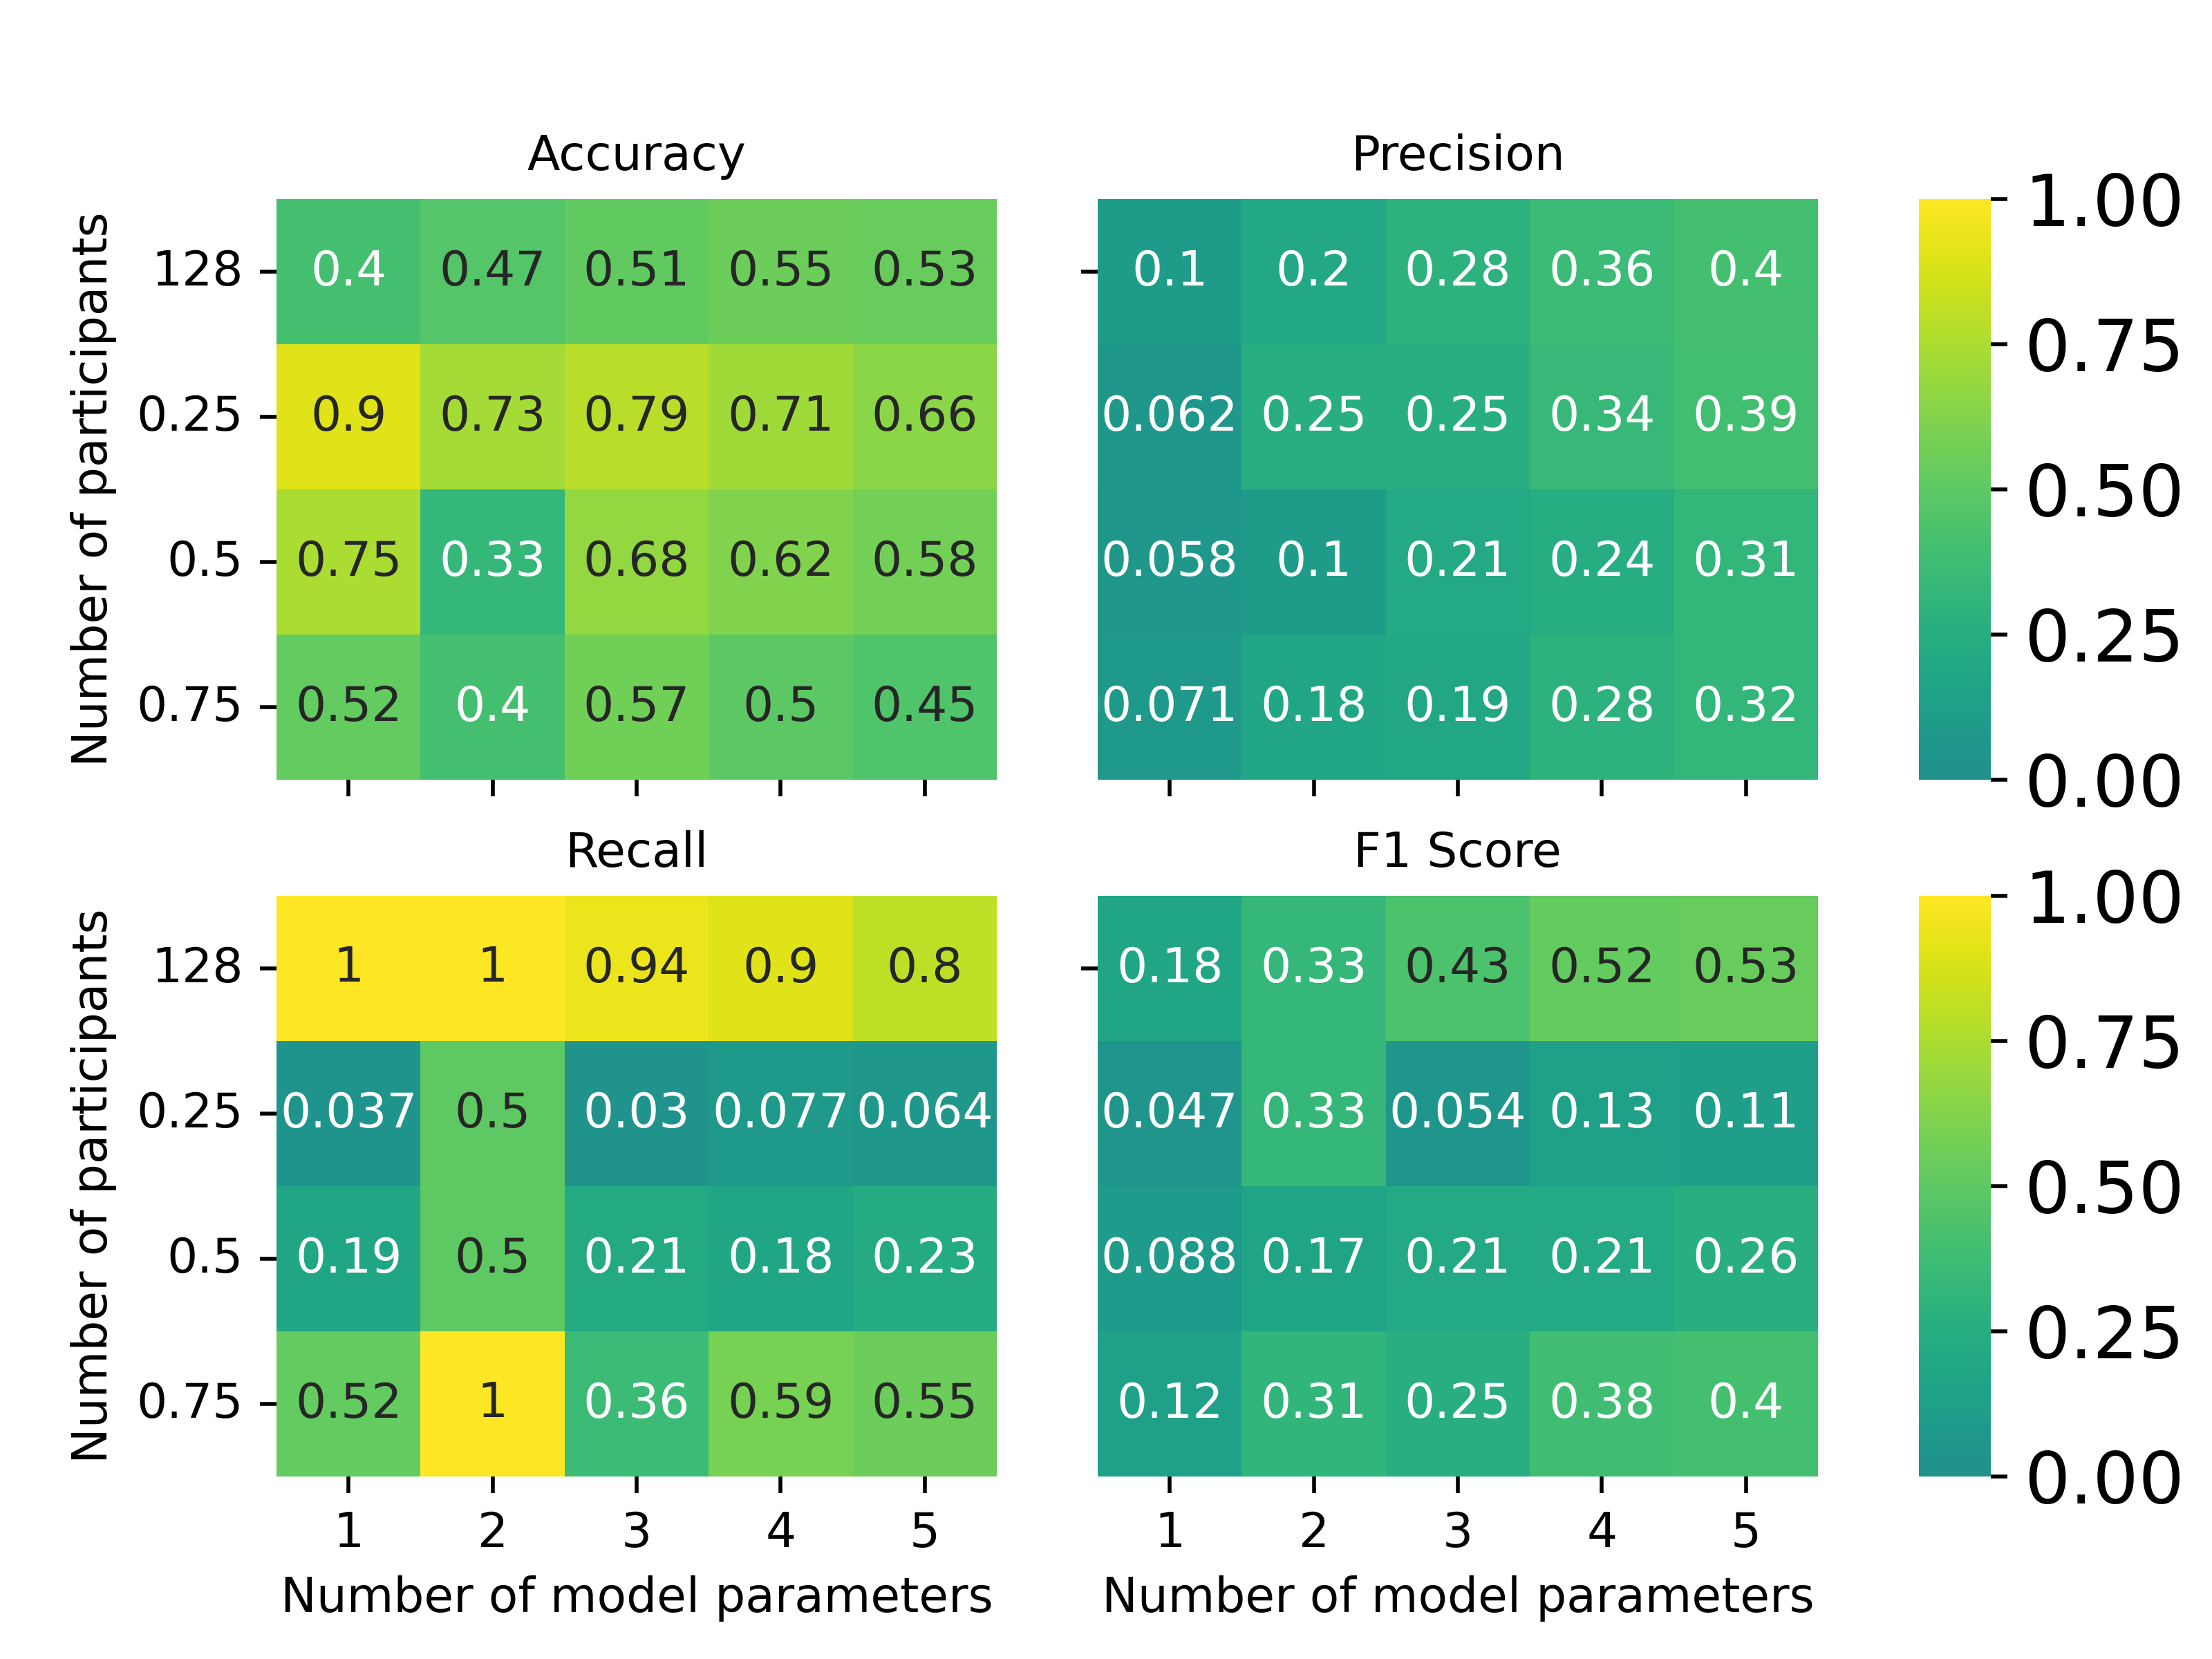 Accuracy
Precision
Number of participants
128
0.4 0.47 0.51 0.55 0.53
0.1 0.2 0.28 0.36 0.4
0.25
0.9 0.73 0.79 0.71 0.66
0.062 0.25 0.25 0.34 0.39
0.5
0.75 0.33 0.68 0.62 0.58
0.058 0.1 0.21 0.24 0.31
0.75
0.52 0.4 0.57 0.5 0.45
0.071 0.18 0.19 0.28 0.32
1.00
0.75
0.50
0.25
0.00
Recall
F1 Score
Number of participants
128
1 1 0.94 0.9 0.8
0.18 0.33 0.43 0.52 0.53
0.25
0.037 0.5 0.03 0.077 0.064
0.047 0.33 0.054 0.13 0.11
0.5
0.19 0.5 0.21 0.18 0.23
0.088 0.17 0.21 0.21 0.26
0.75
0.52 1 0.36 0.59 0.55
0.12 0.31 0.25 0.38 0.4
1.00
0.75
0.50
0.25
0.00
1 2 3 4 5
1 2 3 4 5
Number of model parameters
Number of model parameters